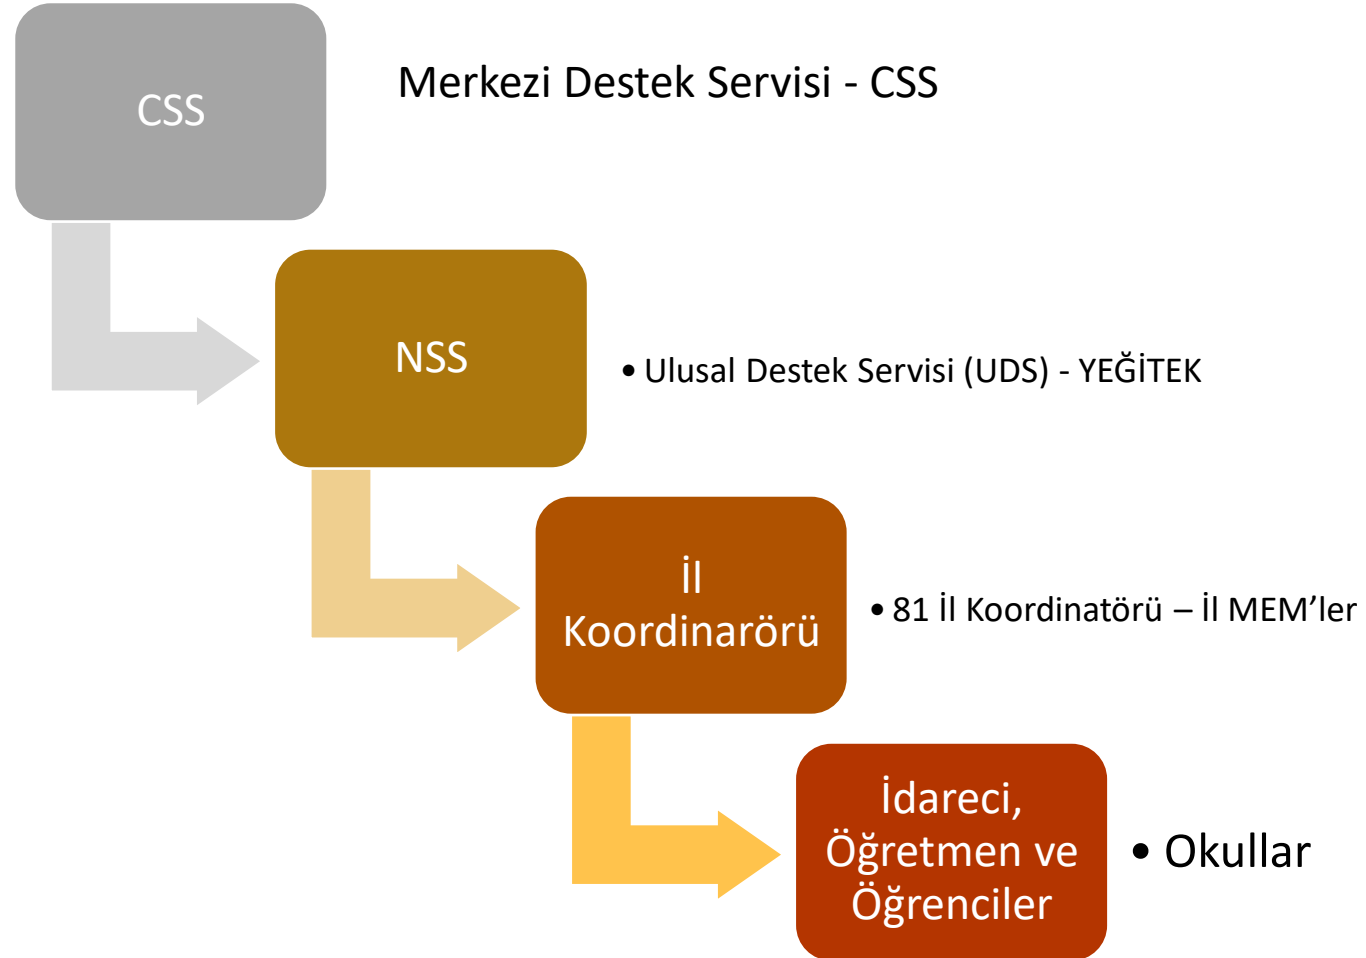 CSS
Merkezi Destek Servisi - CSS
NSS
• Ulusal Destek Servisi (UDS) - YEĞİTEK
İl
Koordinarörü
• 81 İl Koordinatörü – İl MEM’ler
İdareci,
Öğretmen ve
Öğrenciler
• Okullar